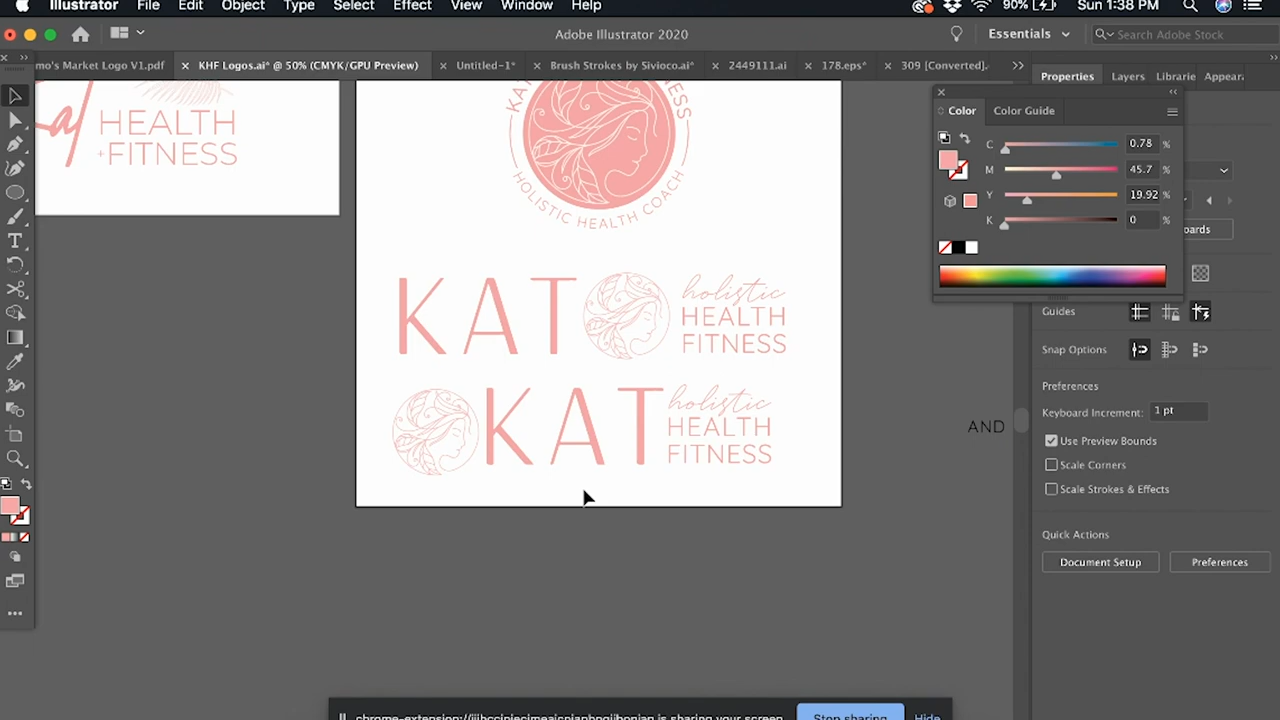 Illustrator File Edit Object Type Select Effect View Window Help 90% Sun 1:38 PM
Adobe Illustrator 2020
Essentials
Search Adobe Stock
mo's Market Logo V1.pdf
× KHF Logos.ai* @ 50% (CMYK/GPU Preview)
× Untitled-1*
× Brush Strokes by Sivioco.ai*
× 2449111.ai
× 178.eps*
× 309 [Converted].
Properties Layers Librarie Appear
Color Color Guide
C 0.78 %
M 45.7 %
Y 19.92 %
K 0 %
boards
Guides
Snap Options
Preferences
Keyboard Increment: 1 pt
Use Preview Bounds
Scale Corners
Scale Strokes & Effects
Quick Actions
Document Setup Preferences
HEALTH
+FITNESS
HOLISTIC HEALTH COACH
KAT
holistic
HEALTH
FITNESS
KAT
holistic
HEALTH
FITNESS
AND
is sharing your screen.
Stop sharing
Hide